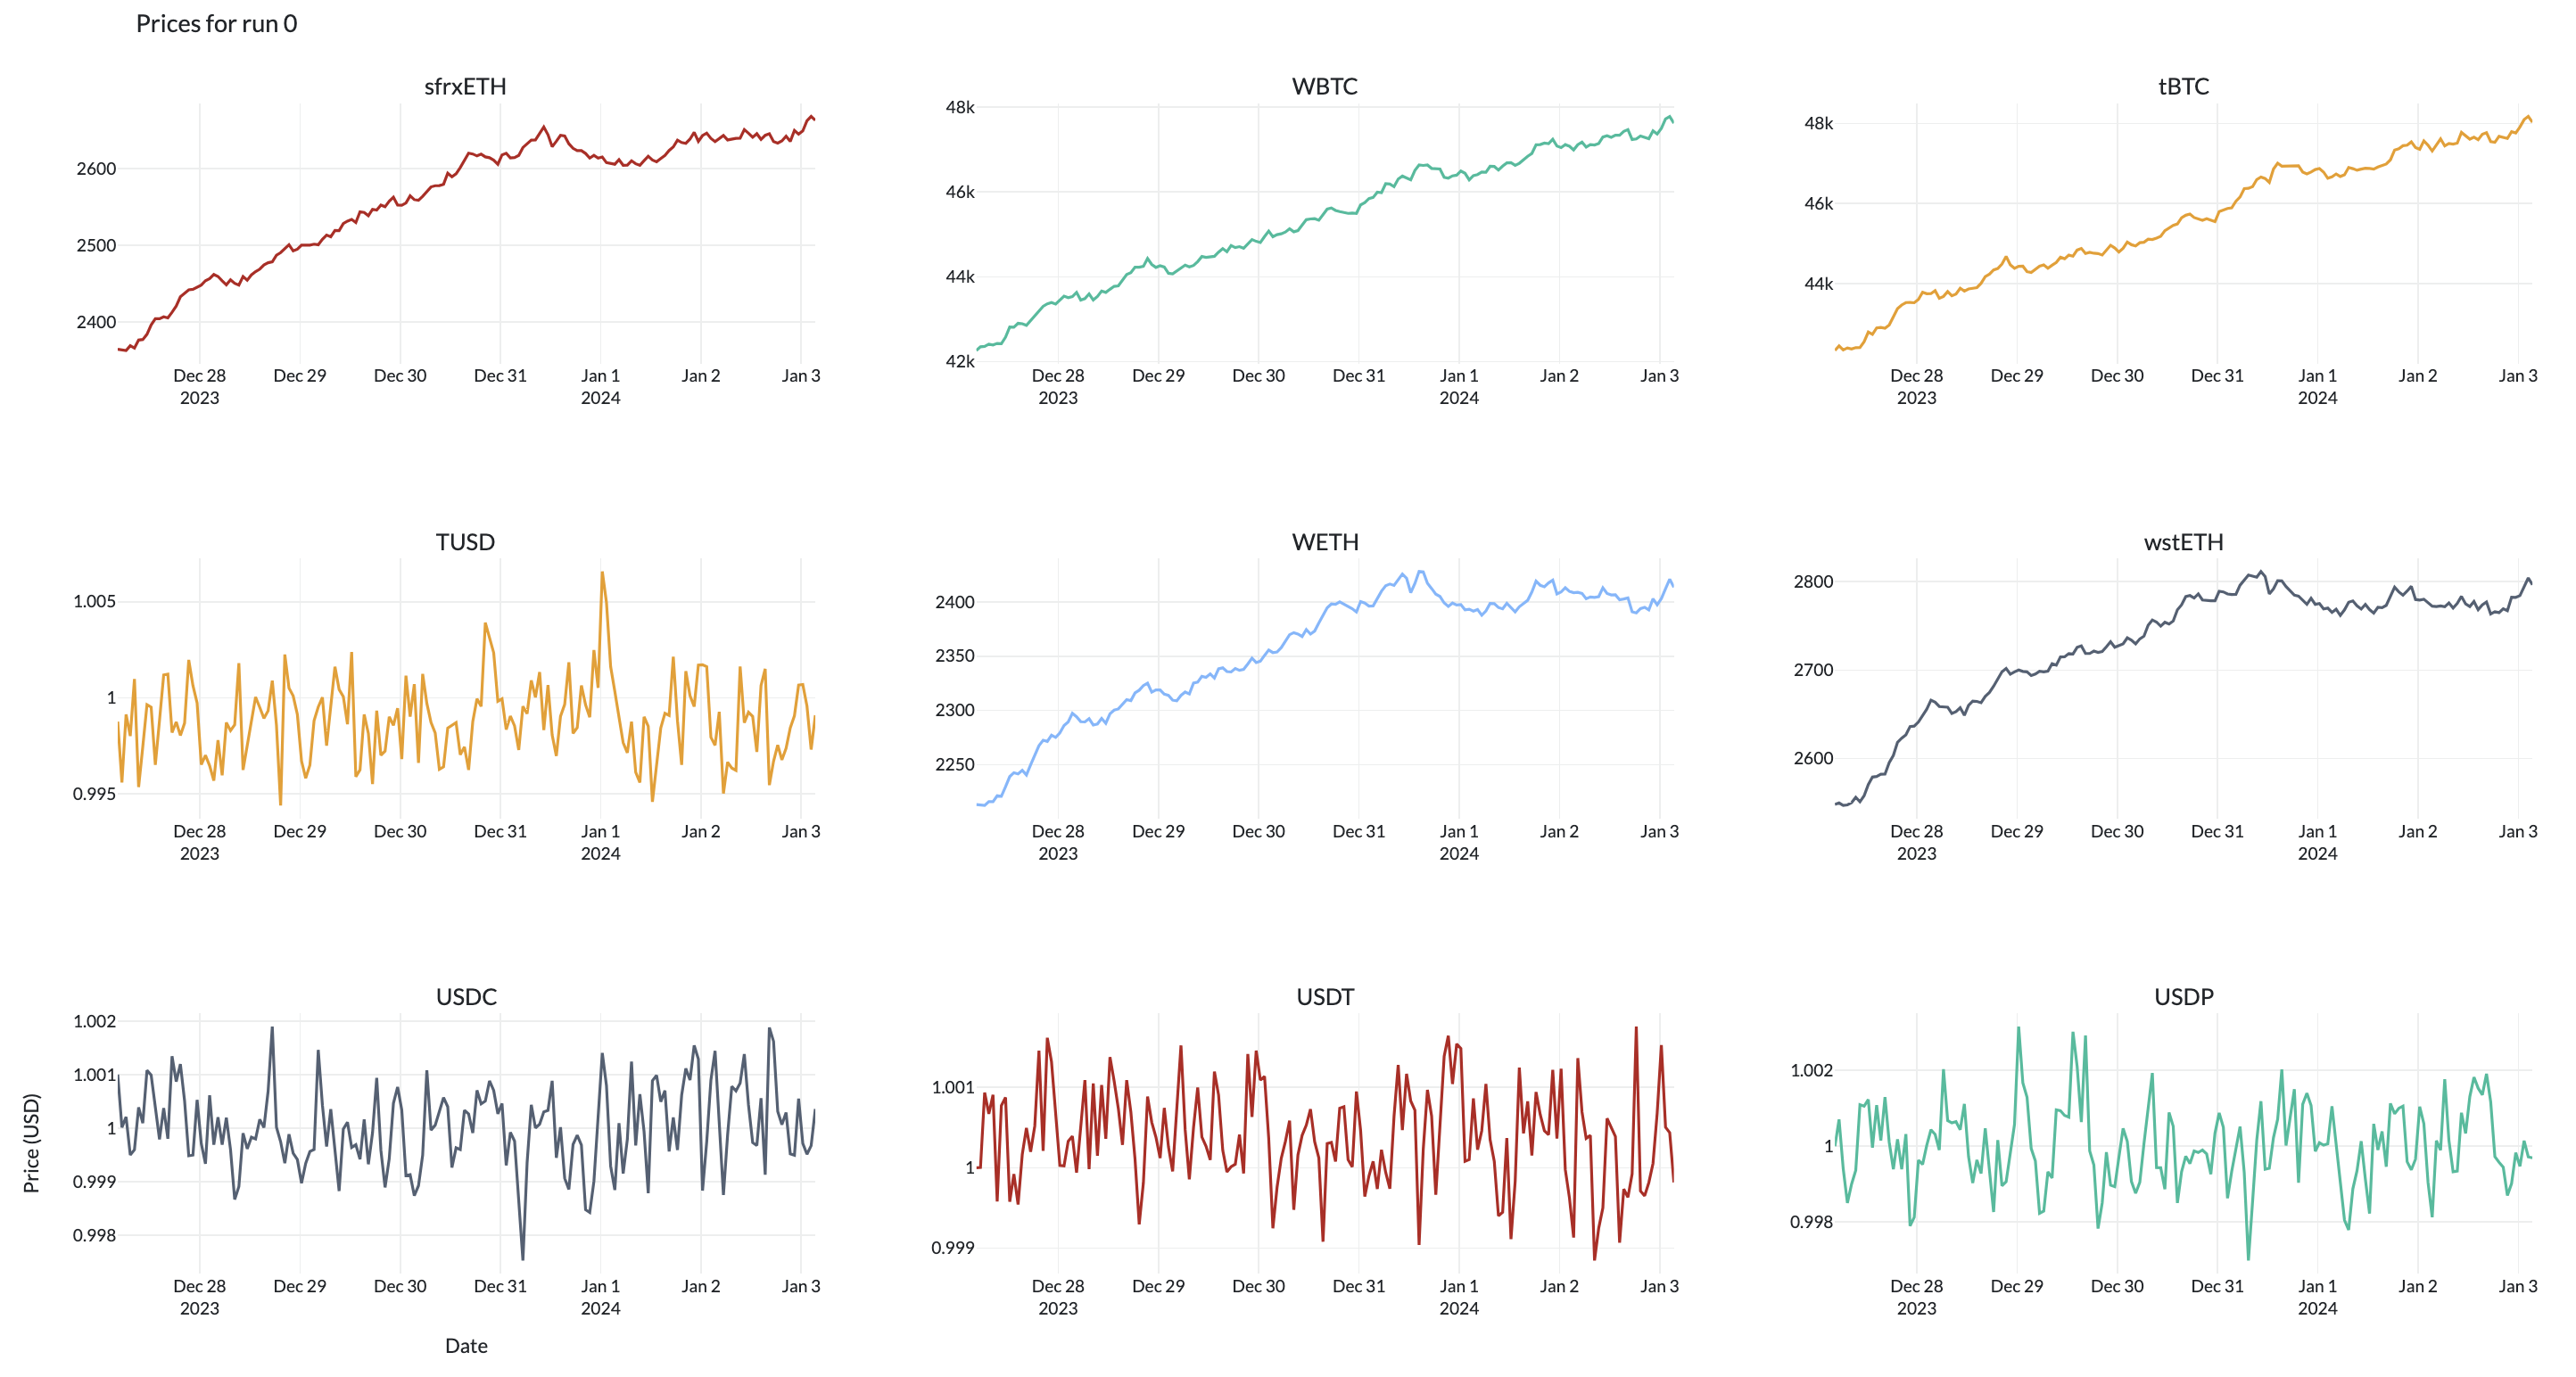 Prices for run 0
sfrxETH
2600
2500
2400
Dec 28 Dec 29 Dec 30 Dec 31 Jan 1 Jan 2 Jan 3
2023 2024
WBTC
48k
46k
44k
42k
Dec 28 Dec 29 Dec 30 Dec 31 Jan 1 Jan 2 Jan 3
2023 2024
tBTC
48k
46k
44k
Dec 28 Dec 29 Dec 30 Dec 31 Jan 1 Jan 2 Jan 3
2023 2024
TUSD
1.005
1
0.995
Dec 28 Dec 29 Dec 30 Dec 31 Jan 1 Jan 2 Jan 3
2023 2024
WETH
2400
2350
2300
2250
Dec 28 Dec 29 Dec 30 Dec 31 Jan 1 Jan 2 Jan 3
2023 2024
wstETH
2800
2700
2600
Dec 28 Dec 29 Dec 30 Dec 31 Jan 1 Jan 2 Jan 3
2023 2024
USDC
Price (USD)
1.002
1.001
1
0.999
0.998
Dec 28 Dec 29 Dec 30 Dec 31 Jan 1 Jan 2 Jan 3
2023 2024
Date
USDT
1.001
1
0.999
Dec 28 Dec 29 Dec 30 Dec 31 Jan 1 Jan 2 Jan 3
2023 2024
USDP
1.002
1
0.998
Dec 28 Dec 29 Dec 30 Dec 31 Jan 1 Jan 2 Jan 3
2023 2024